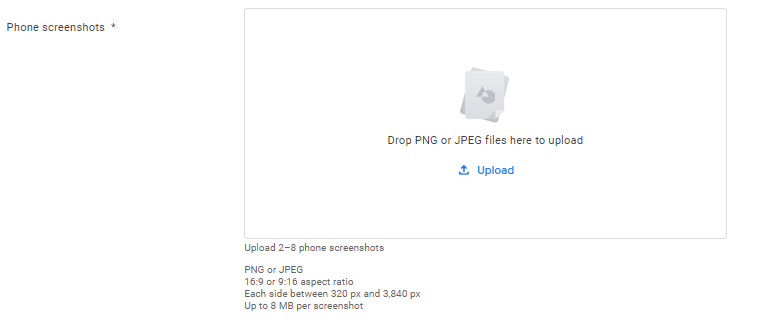 Phone screenshots *
Drop PNG or JPEG files here to upload
Upload
Upload 2–8 phone screenshots
PNG or JPEG
16:9 or 9:16 aspect ratio
Each side between 320 px and 3,840 px
Up to 8 MB per screenshot